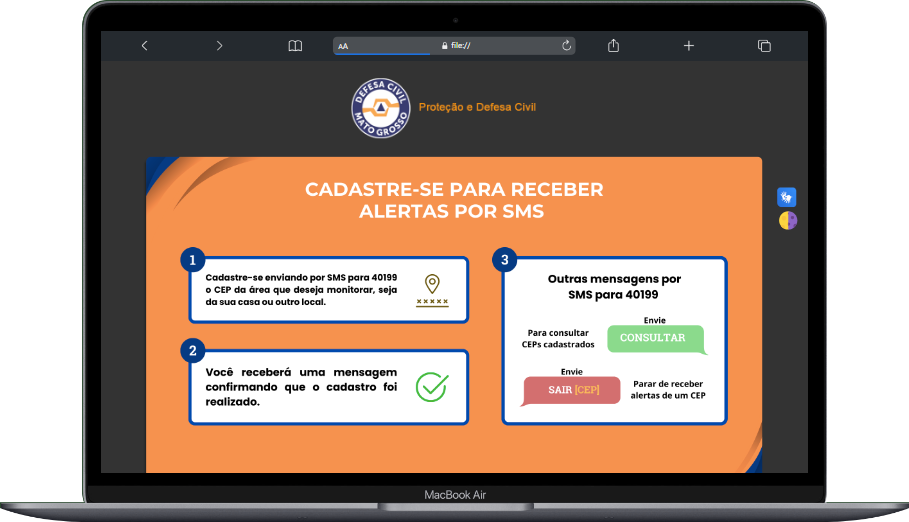 AA
file://
DEFESA CIVIL
MATO GROSSO
Proteção e Defesa Civil
CADASTRE-SE PARA RECEBER
ALERTAS POR SMS
1
Cadastre-se enviando por SMS para 40199
o CEP da área que deseja monitorar, seja
da sua casa ou outro local.
×××××
2
Você receberá uma mensagem
confirmando que o cadastro foi
realizado.
3
Outras mensagens por
SMS para 40199
Para consultar
CEPs cadastrados
Envie
CONSULTAR
Envie
SAIR [CEP]
Parar de receber
alertas de um CEP
MacBook Air